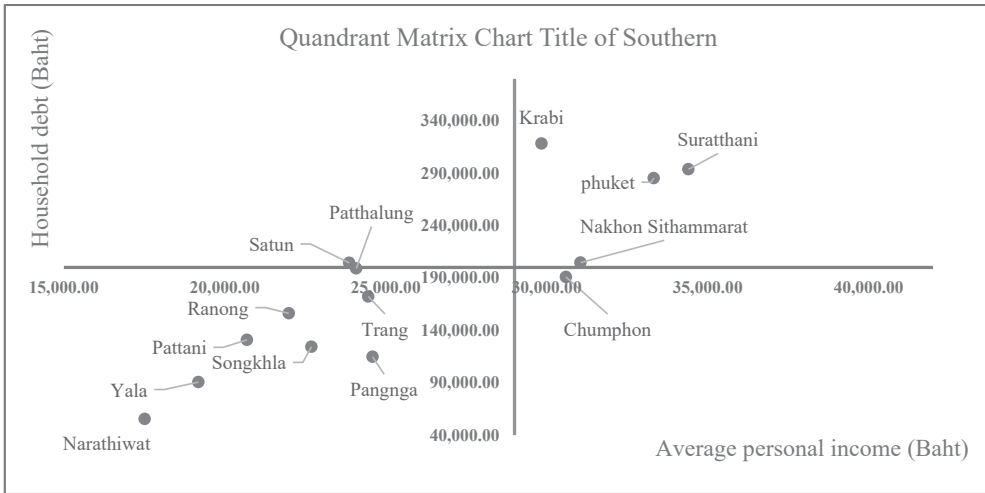 Quandrant Matrix Chart Title of Southern
Household debt (Baht)
340,000.00
290,000.00
240,000.00
190,000.00
140,000.00
90,000.00
40,000.00
Krabi
Suratthani
phuket
Patthalung
Nakhon Sithammarat
Satun
15,000.00
20,000.00
25,000.00
30,000.00
35,000.00
40,000.00
Ranong
Trang
Chumphon
Pattani
Songkhla
Yala
Pangnga
Narathiwat
Average personal income (Baht)